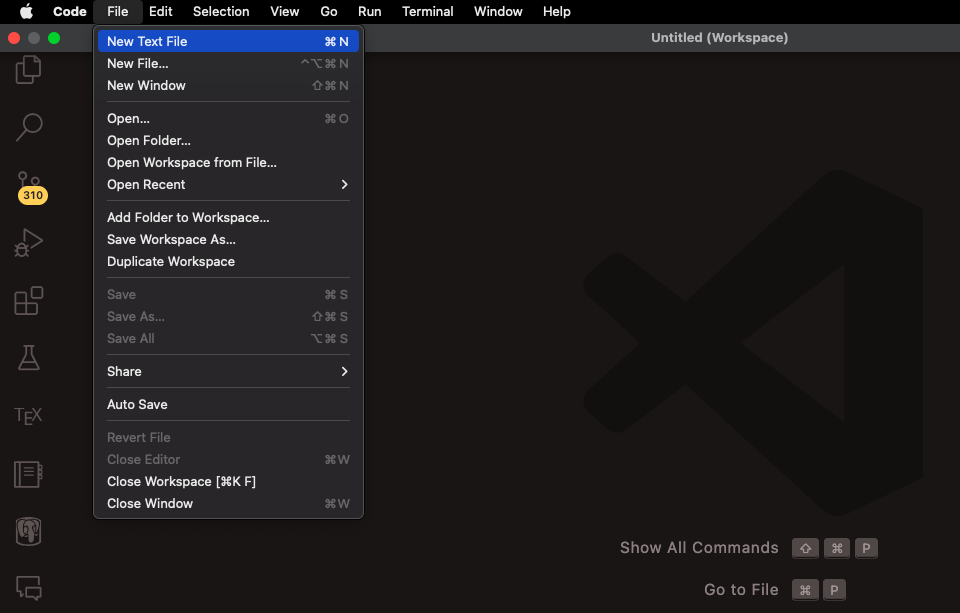 Code File Edit Selection View Go Run Terminal Window Help
Untitled (Workspace)
New Text File ⌘ N
New File... ^⌥⌘ N
New Window ⇧⌘ N
Open... ⌘ O
Open Folder...
Open Workspace from File...
Open Recent
Add Folder to Workspace...
Save Workspace As...
Duplicate Workspace
Save ⌘ S
Save As... ⇧⌘ S
Save All ⌥⌘ S
Share
Auto Save
Revert File
Close Editor ⌘W
Close Workspace [⌘K F]
Close Window ⌘W
310
TEX
Show All Commands ⇧ ⌘ P
Go to File ⌘ P